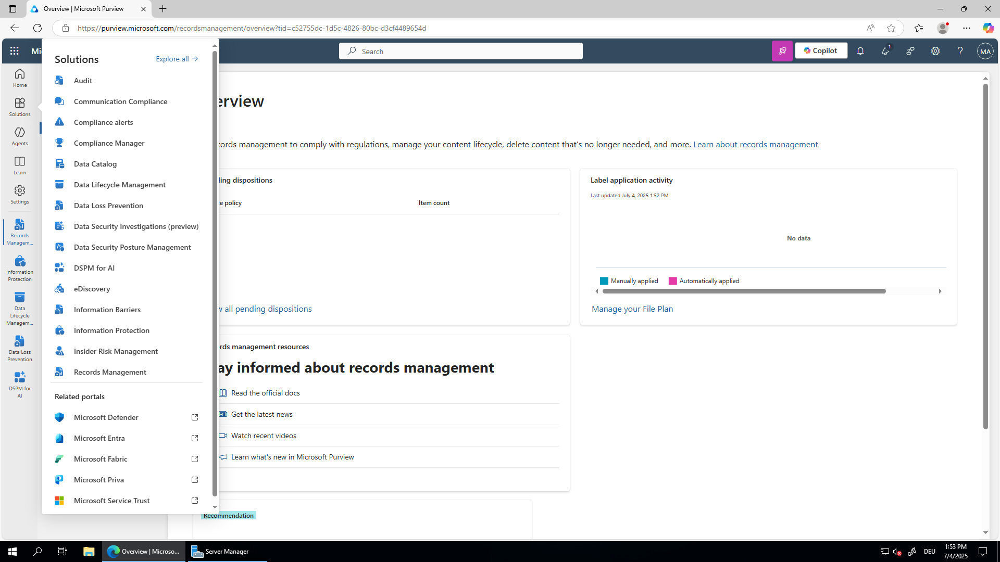 Overview | Microsoft Purview
https://purview.microsoft.com/recordsmanagement/overview?tid=c52755dc-1d5c-4826-80bc-d3cf4489654d
Mi
Search
Copilot
1
MA
Home
Solutions
Agents
Learn
Settings
Records
Managem...
Information
Protection
Data
Lifecycle
Managem...
Data Loss
Prevention
DSPM for
AI
Solutions
Explore all
Audit
Communication Compliance
Compliance alerts
Compliance Manager
Data Catalog
Data Lifecycle Management
Data Loss Prevention
Data Security Investigations (preview)
Data Security Posture Management
DSPM for AI
eDiscovery
Information Barriers
Information Protection
Insider Risk Management
Records Management
Related portals
Microsoft Defender
Microsoft Entra
Microsoft Fabric
Microsoft Priva
Microsoft Service Trust
erview
cords management to comply with regulations, manage your content lifecycle, delete content that's no longer needed, and more. Learn about records management
ding dispositions
e policy
Item count
w all pending dispositions
Label application activity
Last updated July 4, 2025 1:52 PM
No data
Manually applied
Automatically applied
Manage your File Plan
rds management resources
ay informed about records management
Read the official docs
Get the latest news
Watch recent videos
Learn what's new in Microsoft Purview
Recommendation
Overview | Microso...
Server Manager
DEU
1:53 PM
7/4/2025